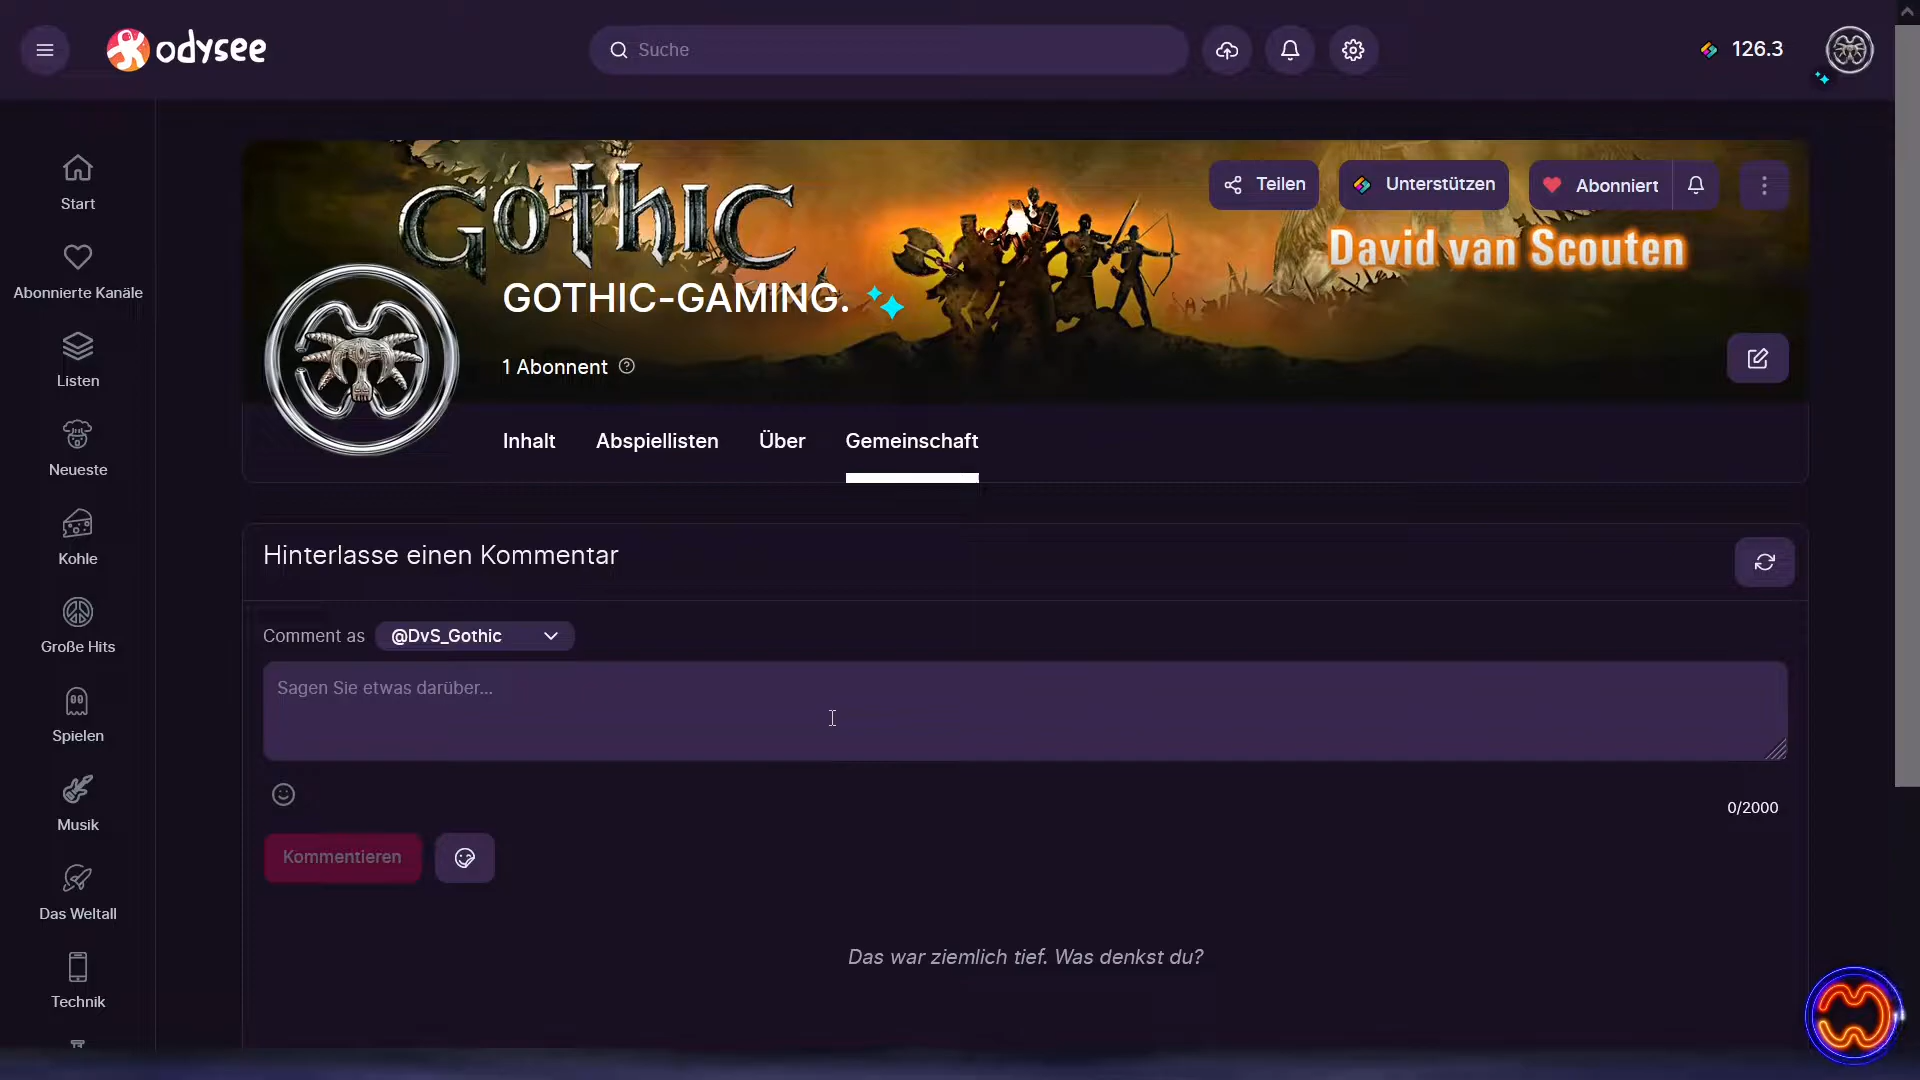 odysee
Suche
126.3
Start
Abonnierte Kanäle
Listen
Neueste
Kohle
Große Hits
Spielen
Musik
Das Weltall
Technik
GOTHIC
Teilen
Unterstützen
Abonniert
David van Scouten
GOTHIC-GAMING.
1 Abonnent
Inhalt
Abspiellisten
Über
Gemeinschaft
Hinterlasse einen Kommentar
Comment as @DvS_Gothic
Sagen Sie etwas darüber...
0/2000
Kommentieren
Das war ziemlich tief. Was denkst du?